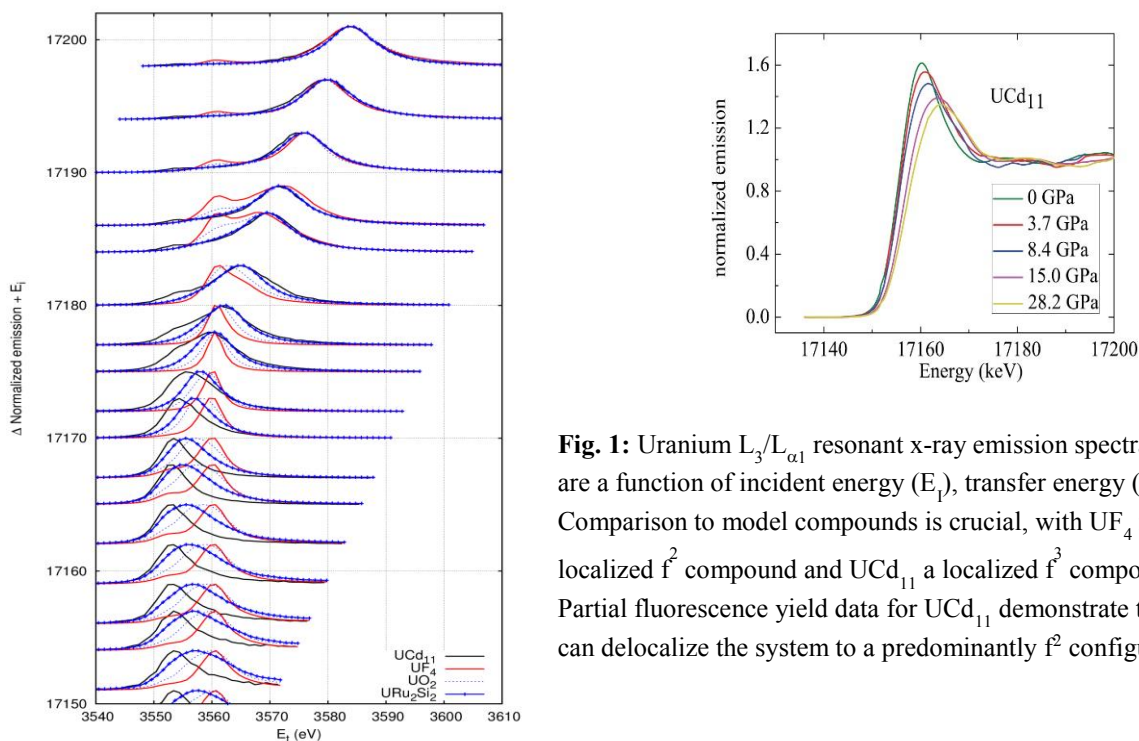 17200
17190
17180
17170
17160
17150
Δ Normalized emission + E_I
3540 3550 3560 3570 3580 3590 3600 3610
E_t (eV)
UCd₁₁
UF₄
UO₂
URu₂Si₂
1.6
1.2
0.8
0.4
0.0
normalized emission
UCd₁₁
0 GPa
3.7 GPa
8.4 GPa
15.0 GPa
28.2 GPa
17140 17160 17180 17200
Energy (keV)
Fig. 1: Uranium L₃/L_α1 resonant x-ray emission spectra
are a function of incident energy (E_I), transfer energy (
Comparison to model compounds is crucial, with UF₄
localized f² compound and UCd₁₁ a localized f³ compo
Partial fluorescence yield data for UCd₁₁ demonstrate t
can delocalize the system to a predominantly f² configu